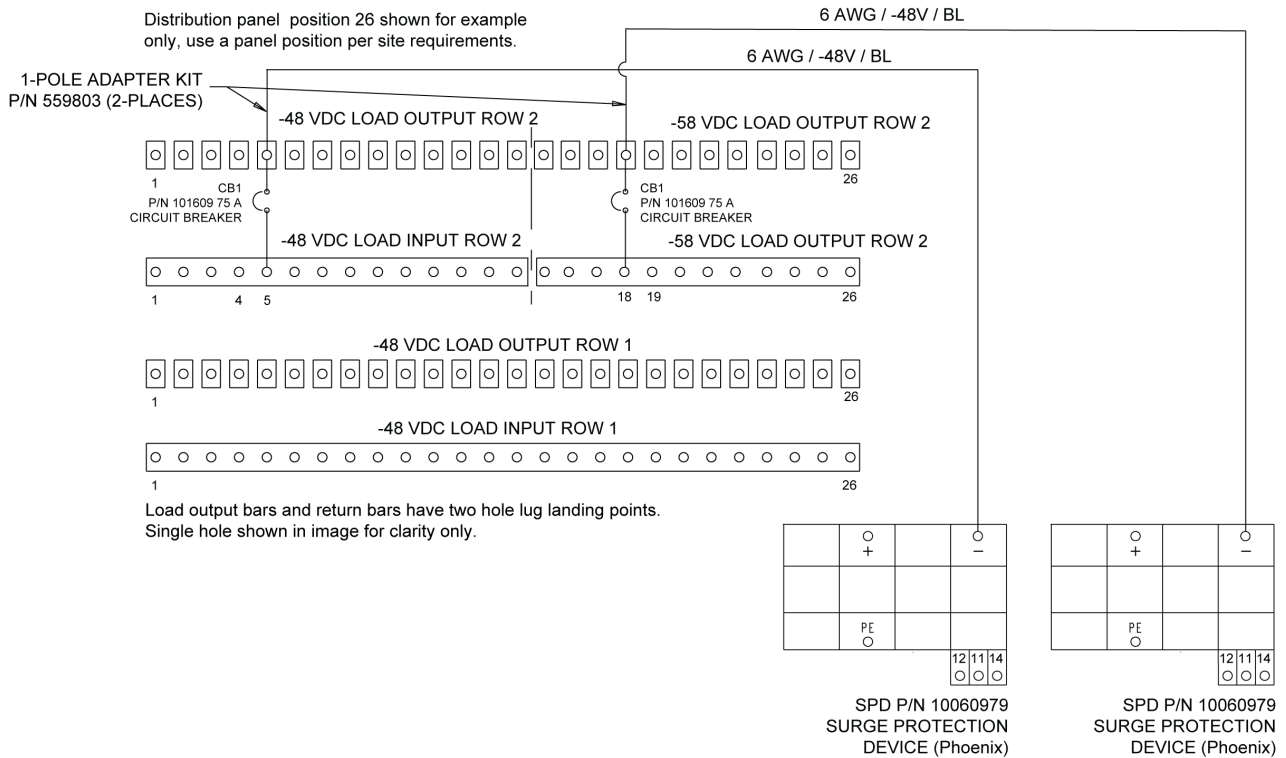 Distribution panel position 26 shown for example
only, use a panel position per site requirements.
6 AWG / -48V / BL
6 AWG / -48V / BL
1-POLE ADAPTER KIT
P/N 559803 (2-PLACES)
-48 VDC LOAD OUTPUT ROW 2
-58 VDC LOAD OUTPUT ROW 2
1
26
CB1
P/N 101609 75 A
CIRCUIT BREAKER
CB1
P/N 101609 75 A
CIRCUIT BREAKER
-48 VDC LOAD INPUT ROW 2
-58 VDC LOAD OUTPUT ROW 2
1 4 5 18 19 26
-48 VDC LOAD OUTPUT ROW 1
1
26
-48 VDC LOAD INPUT ROW 1
1 26
Load output bars and return bars have two hole lug landing points.
Single hole shown in image for clarity only.
+ −
PE
12 11 14
SPD P/N 10060979
SURGE PROTECTION
DEVICE (Phoenix)
+ −
PE
12 11 14
SPD P/N 10060979
SURGE PROTECTION
DEVICE (Phoenix)